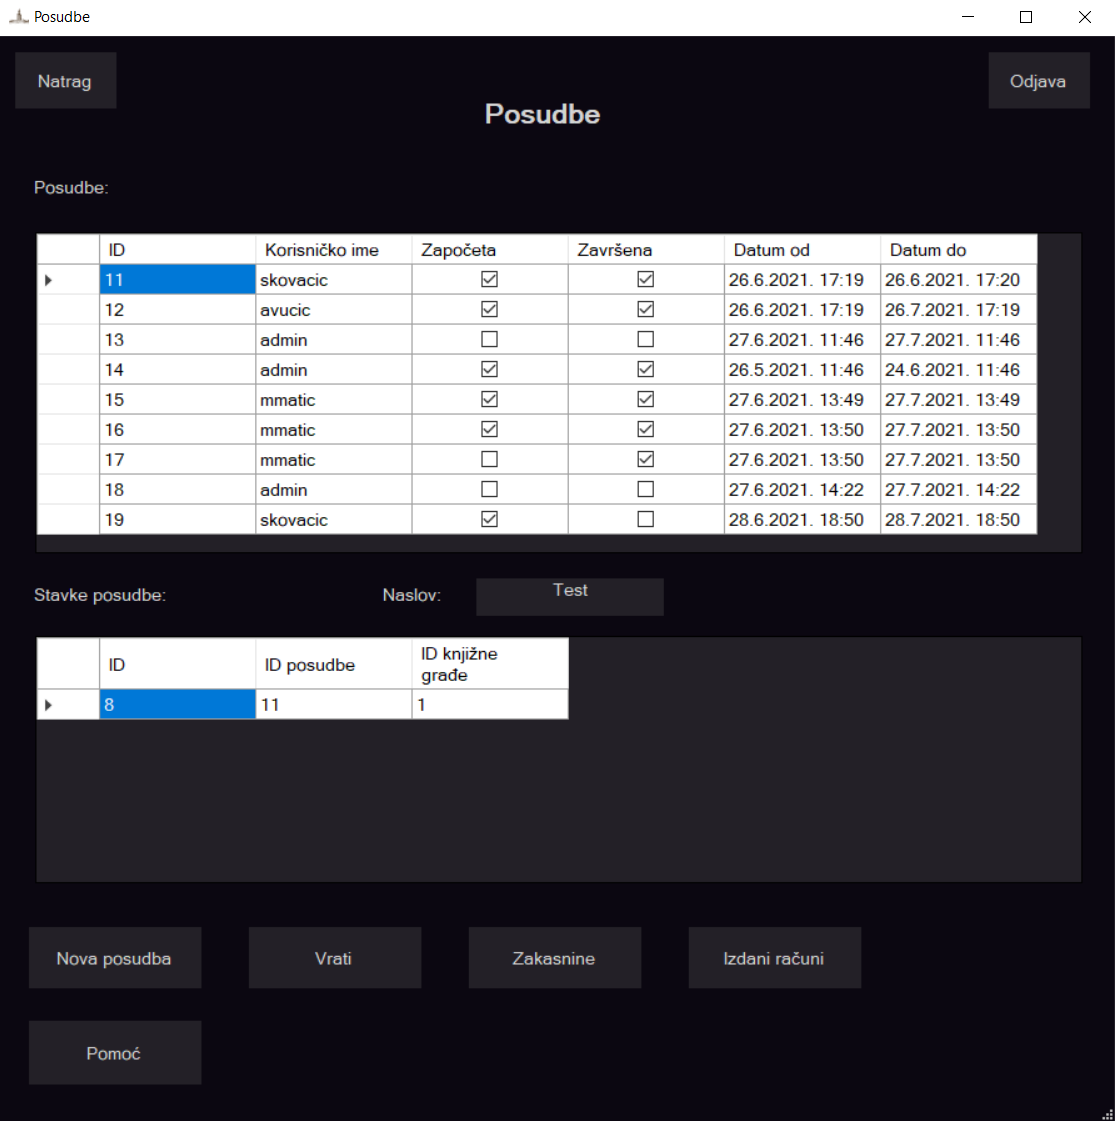 Posudbe
Natrag
Odjava
Posudbe
Posudbe:
ID Korisničko ime Započeta Završena Datum od Datum do
11 skovacic 26.6.2021. 17:19 26.6.2021. 17:20
12 avucic 26.6.2021. 17:19 26.7.2021. 17:19
13 admin 27.6.2021. 11:46 27.7.2021. 11:46
14 admin 26.5.2021. 11:46 24.6.2021. 11:46
15 mmatic 27.6.2021. 13:49 27.7.2021. 13:49
16 mmatic 27.6.2021. 13:50 27.7.2021. 13:50
17 mmatic 27.6.2021. 13:50 27.7.2021. 13:50
18 admin 27.6.2021. 14:22 27.7.2021. 14:22
19 skovacic 28.6.2021. 18:50 28.7.2021. 18:50
Stavke posudbe: Naslov: Test
ID ID posudbe ID knjižne
građe
8 11 1
Nova posudba Vrati Zakasnine Izdani računi
Pomoć